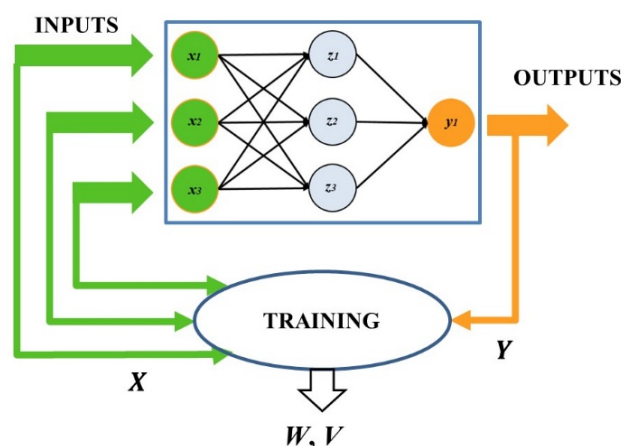 INPUTS
x1
z1
OUTPUTS
x2
z2
y1
x3
z3
TRAINING
X
Y
W, V